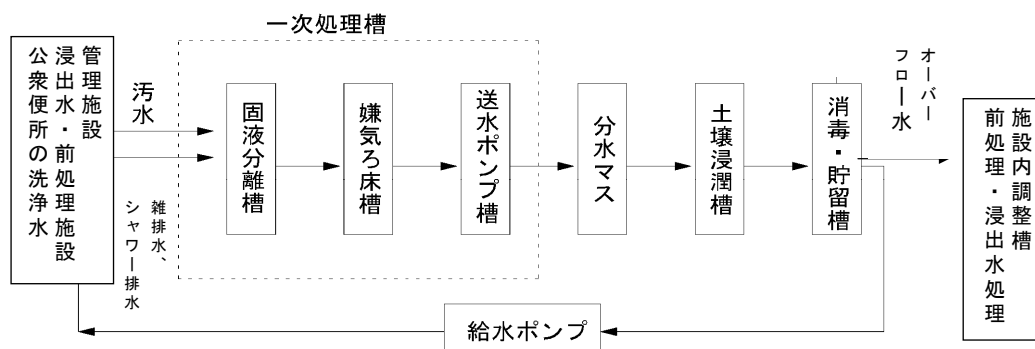 一次処理槽
管理施設
浸出水・前処理施設
公衆便所の洗浄水
汚水
雑排水、
シャワー排水
固液分離槽
嫌気ろ床槽
送水ポンプ槽
分水マス
土壌浸潤槽
消毒・貯留槽
オーバー
フロー水
施設内調整槽
前処理・浸出水処理
給水ポンプ